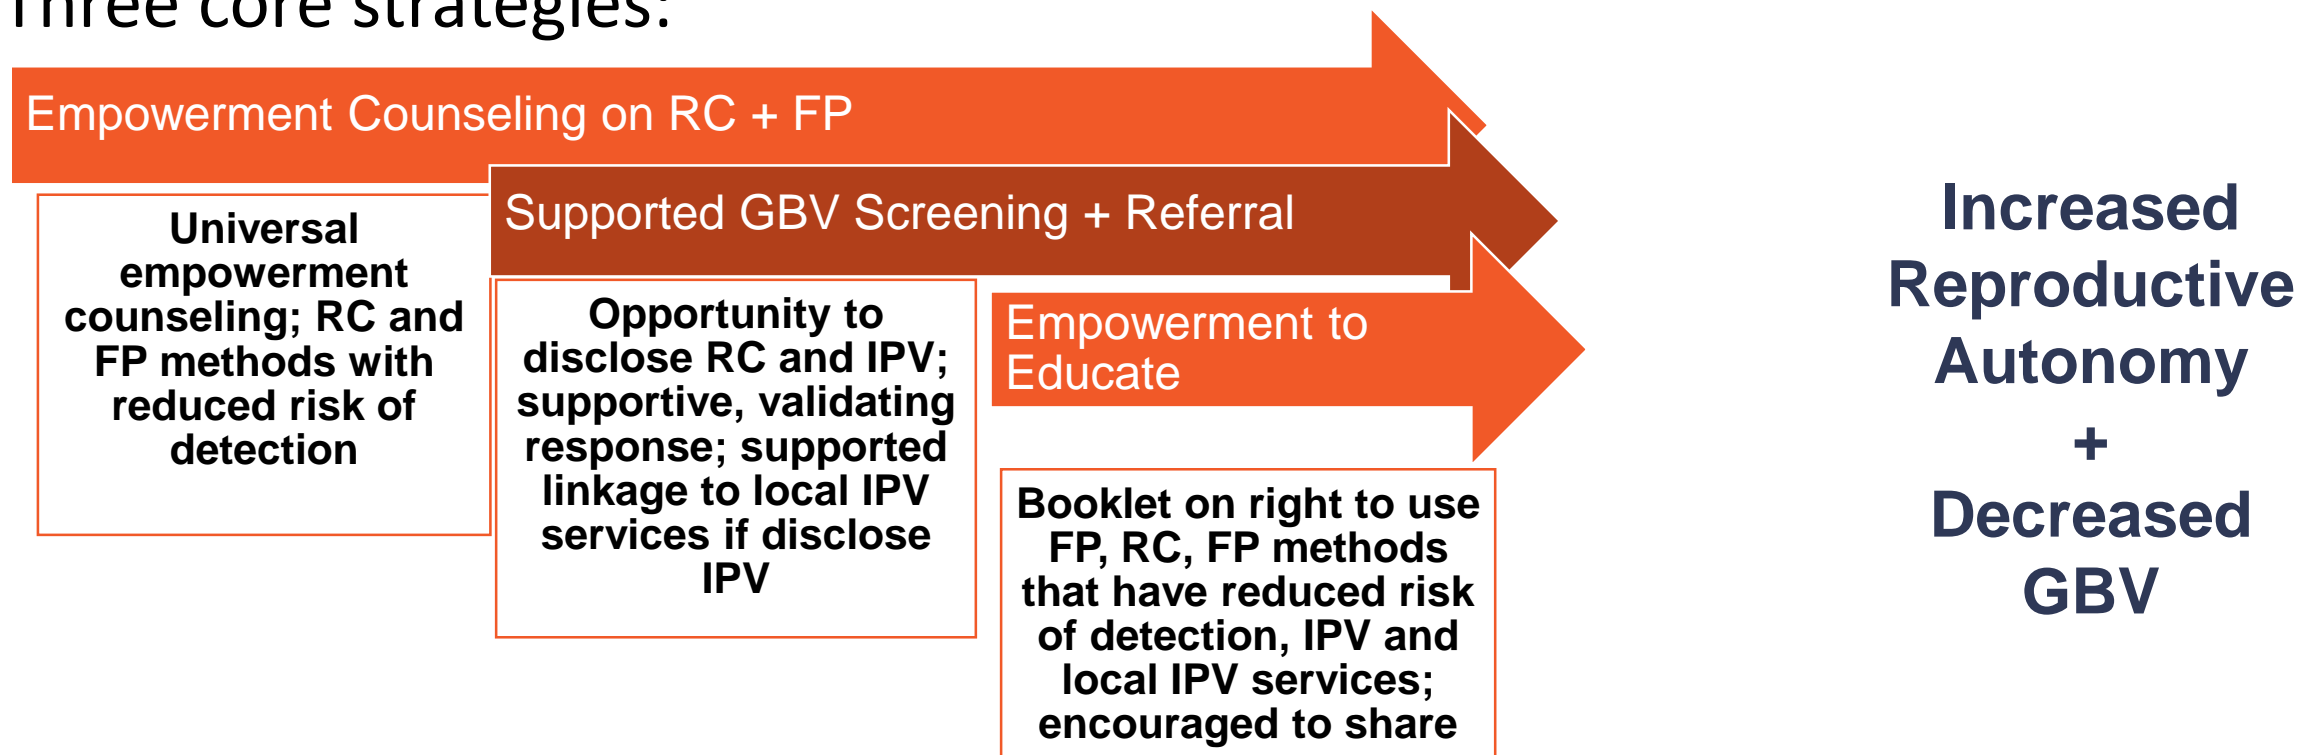 Three core strategies:
Empowerment Counseling on RC + FP
Universal
empowerment
counseling; RC and
FP methods with
reduced risk of
detection
Supported GBV Screening + Referral
Opportunity to
disclose RC and IPV;
supportive, validating
response; supported
linkage to local IPV
services if disclose
IPV
Empowerment to
Educate
Booklet on right to use
FP, RC, FP methods
that have reduced risk
of detection, IPV and
local IPV services;
encouraged to share
Increased
Reproductive
Autonomy
+
Decreased
GBV